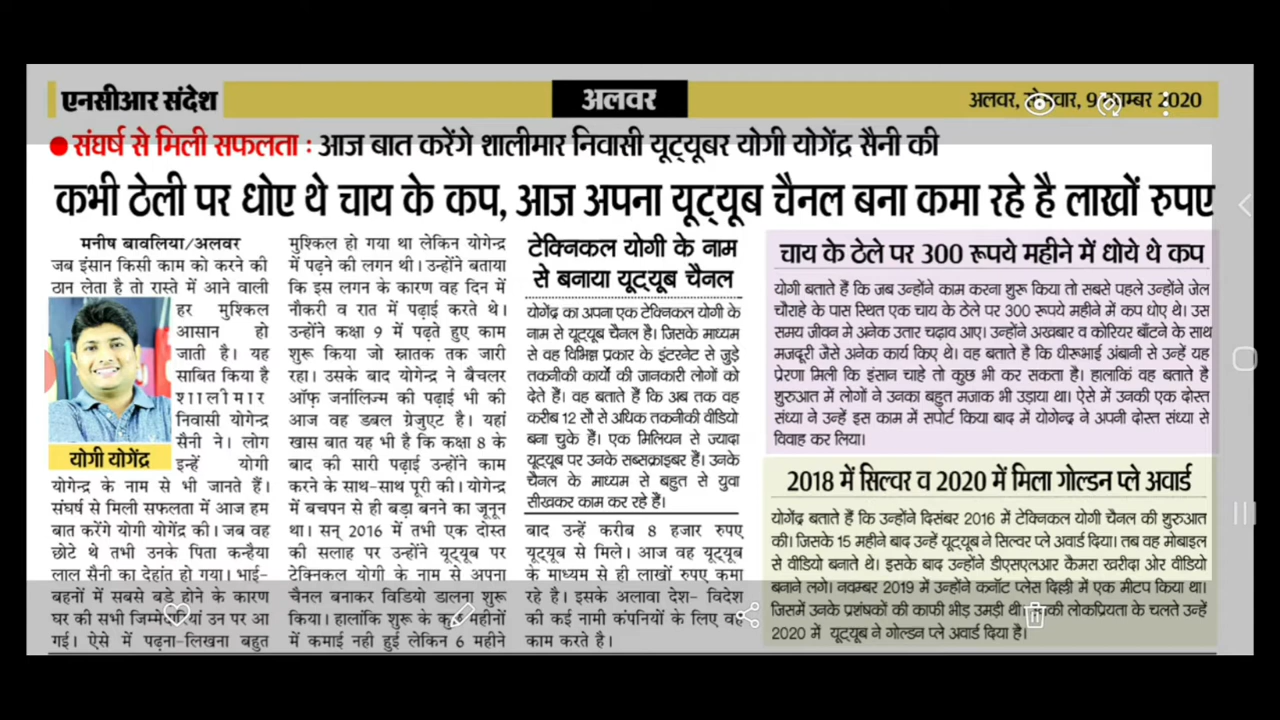 एनसीआर संदेश
अलवर
अलवर, 2020
संघर्ष से मिली सफलता : आज बात करेंगे शालीमार निवासी यूट्यूबर योगी योगेंद्र सैनी की
कभी ठेली पर धोए थे चाय के कप, आज अपना यूट्यूब चैनल बना कमा रहे है लाखों रुपए
मनीष बावलिया/अलवर
जब इंसान किसी काम को करने की
ठान लेता है तो रास्ते में आने वाली
हर मुश्किल
आसान हो
जाती है। यह
साबित किया है
शालीमार
निवासी योगेन्द्र
सैनी ने। लोग
इन्हें योगी
योगी योगेंद्र
योगेन्द्र के नाम से भी जानते हैं।
संघर्ष से मिली सफलता में आज हम
बात करेंगे योगी योगेंद्र की। जब वह
छोटे थे तभी उनके पिता कन्हैया
लाल सैनी का देहांत हो गया। भाई-
बहनों में सबसे बड़े होने के कारण
घर की सभी उन पर आ
गई। ऐसे में पढ़ना-लिखना बहुत
मुश्किल हो गया था लेकिन योगेन्द्र
में पढ़ने की लगन थी। उन्होंने बताया
कि इस लगन के कारण वह दिन में
नौकरी व रात में पढ़ाई करते थे।
उन्होंने कक्षा 9 में पढ़ते हुए काम
शुरू किया जो स्नातक तक जारी
रहा। उसके बाद योगेन्द्र ने बैचलर
ऑफ़ जर्नालिज्म की पढ़ाई भी की
आज वह डबल ग्रेजुएट है। यहां
खास बात यह भी है कि कक्षा 8 के
बाद की सारी पढ़ाई उन्होंने काम
करने के साथ-साथ पूरी की। योगेन्द्र
में बचपन से ही बड़ा बनने का जूनून
था। सन् 2016 में तभी एक दोस्त
की सलाह पर उन्होंने यूट्यूब पर
टेक्निकल योगी के नाम से अपना
चैनल बनाकर विडियो डालना शुरू
किया। हालांकि शुरू के महीनों
में कमाई नही हुई लेकिन 6 महीने
टेक्निकल योगी के नाम
से बनाया यूट्यूब चैनल
योगेंद्र का अपना एक टेक्निकल योगी के
नाम से यूट्यूब चैनल है। जिसके माध्यम
से वह विभिन्न प्रकार के इंटरनेट से जुड़े
तकनीकी कार्यों की जानकारी लोगों को
देते हैं। वह बताते हैं कि अब तक वह
करीब 12 सौ से अधिक तकनीकी वीडियो
बना चुके हैं। एक मिलियन से ज्यादा
यूट्यूब पर उनके सब्सक्राइबर हैं। उनके
चैनल के माध्यम से बहुत से युवा
सीखकर काम कर रहे हैं।
बाद उन्हें करीब 8 हजार रुपए
यूट्यूब से मिले। आज वह यूट्यूब
के माध्यम से ही लाखों रुपए कमा
रहे है। इसके अलावा देश- विदेश
की कई नामी कंपनियों के लिए वह
काम करते है।
चाय के ठेले पर 300 रूपये महीने में धोये थे कप
योगी बताते हैं कि जब उन्होंने काम करना शुरू किया तो सबसे पहले उन्होंने जेल
चौराहे के पास स्थित एक चाय के ठेले पर 300 रूपये महीने में कप धोए थे। उस
समय जीवन मे अनेक उतार चढ़ाव आए। उन्होंने अखबार व कोरियर बाँटने के साथ
मजदूरी जैसे अनेक कार्य किए थे। वह बताते है कि धीरूभाई अंबानी से उन्हें यह
प्रेरणा मिली कि इंसान चाहे तो कुछ भी कर सकता है। हालाकिं वह बताते है
शुरुआत में लोगों ने उनका बहुत मजाक भी उड़ाया था। ऐसे में उनकी एक दोस्त
संध्या ने उन्हें इस काम में सपोर्ट किया बाद में योगेन्द्र ने अपनी दोस्त संध्या से
विवाह कर लिया।
2018 में सिल्वर व 2020 में मिला गोल्डन प्ले अवार्ड
योगेंद्र बताते हैं कि उन्होंने दिसंबर 2016 में टेक्निकल योगी चैनल की शुरुआत
की। जिसके 15 महीने बाद उन्हें यूट्यूब ने सिल्वर प्ले अवार्ड दिया। तब वह मोबाइल
से वीडियो बनाते थे। इसके बाद उन्होंने डीएसएलआर कैमरा खरीदा ओर वीडियो
बनाने लगे। नवम्बर 2019 में उन्होंने कनॉट प्लेस दिल्ली में एक मीटप किया था।
जिसमें उनके प्रशंषकों की काफी भीड़ उमड़ी थी। लोकप्रियता के चलते उन्हें
2020 में यूट्यूब ने गोल्डन प्ले अवार्ड दिया है।